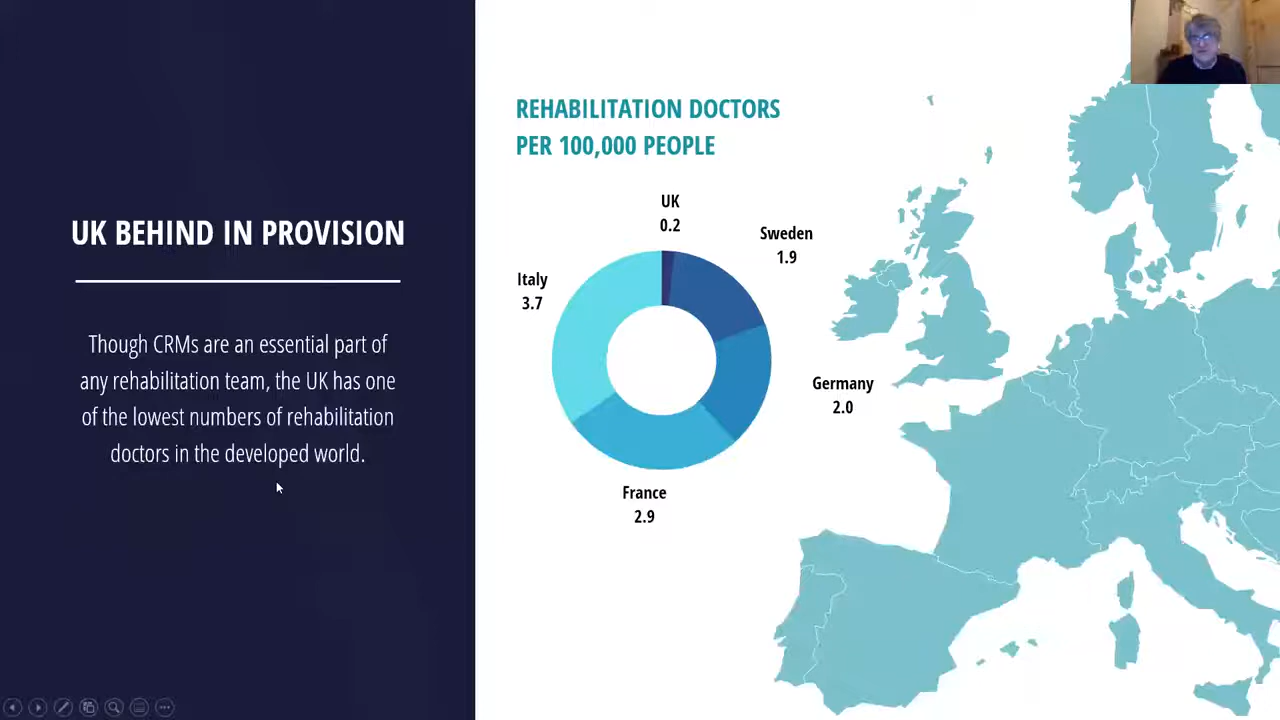 UK BEHIND IN PROVISION
Though CRMs are an essential part of
any rehabilitation team, the UK has one
of the lowest numbers of rehabilitation
doctors in the developed world.
REHABILITATION DOCTORS
PER 100,000 PEOPLE
UK
0.2
Sweden
1.9
Italy
3.7
Germany
2.0
France
2.9